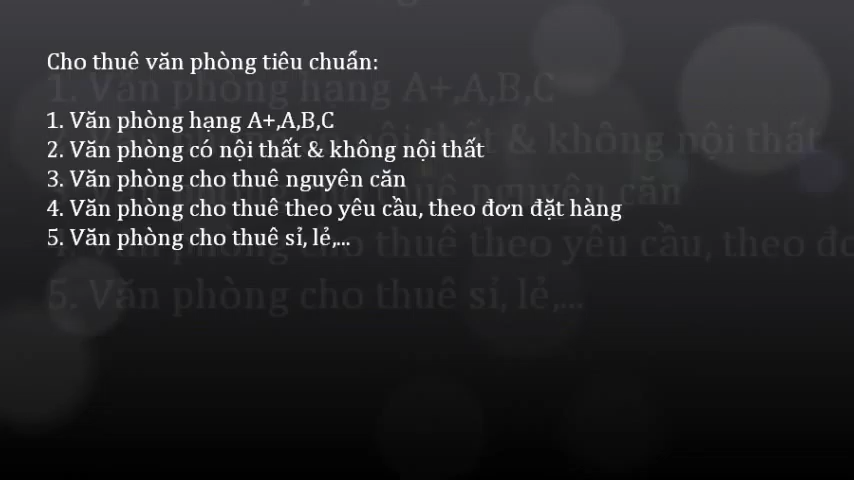 Cho thuê văn phòng tiêu chuẩn:
1. Văn phòng hạng A+,A,B,C
2. Văn phòng có nội thất & không nội thất
3. Văn phòng cho thuê nguyên căn
4. Văn phòng cho thuê theo yêu cầu, theo đơn đặt hàng
5. Văn phòng cho thuê sỉ, lẻ,...